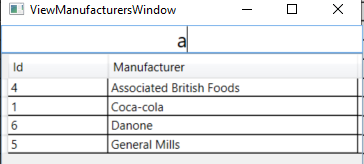 ViewManufacturersWindow
a
Id Manufacturer
4 Associated British Foods
1 Coca-cola
6 Danone
5 General Mills